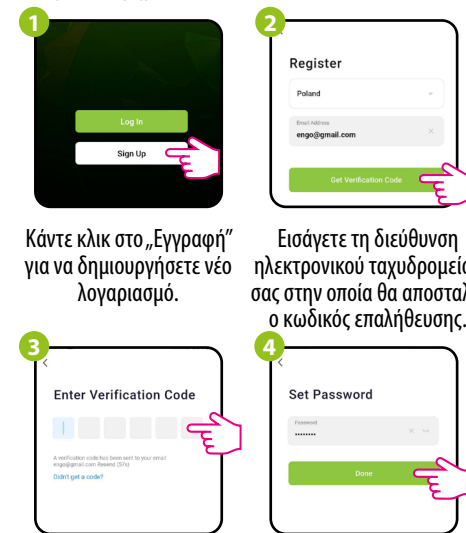 1
Log In
Sign Up
Κάντε κλικ στο „Εγγραφή”
για να δημιουργήσετε νέο
λογαριασμό.
2
Register
Poland
Email Address
engo@gmail.com
Get Verification Code
Εισάγετε τη διεύθυνση
ηλεκτρονικού
σας στην οποία θα
ο κωδικός επαλήθευσης.
3
Enter Verification Code
A verification code has been sent to your email
engo@gmail.com Resend (57s)
Didn't get a code?
4
Set Password
Password
••••••••
Done